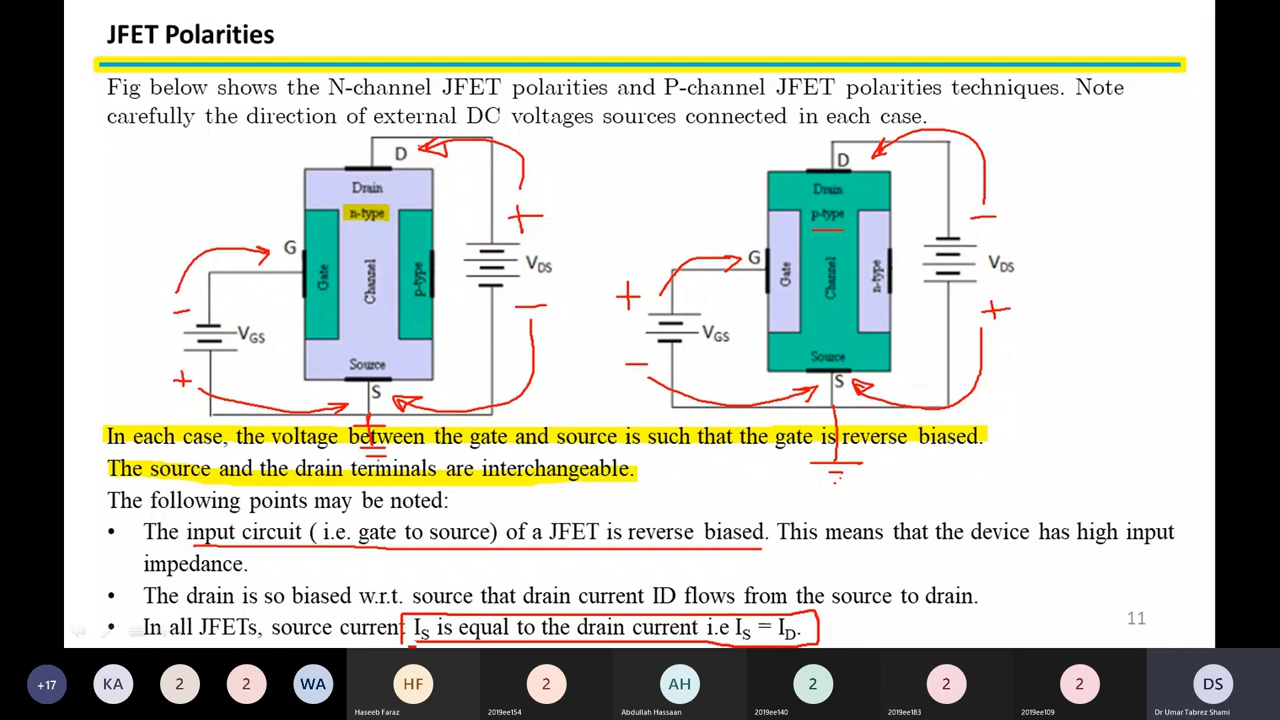 JFET Polarities
Fig below shows the N-channel JFET polarities and P-channel JFET polarities techniques. Note
carefully the direction of external DC voltages sources connected in each case.
D
Drain
n-type
+
G
Gate
Channel
p-type
VDS
−
−
VGS
+
Source
S
D
Drain
p-type
−
G
Gate
Channel
n-type
VDS
+
+
VGS
−
Source
S
In each case, the voltage between the gate and source is such that the gate is reverse biased.
The source and the drain terminals are interchangeable.
The following points may be noted:
• The input circuit ( i.e. gate to source) of a JFET is reverse biased. This means that the device has high input
impedance.
• The drain is so biased w.r.t. source that drain current ID flows from the source to drain.
• In all JFETs, source current IS is equal to the drain current i.e IS = ID.
11
+17
KA
2
2
WA
HF
Haseeb Faraz
2
2019ee154
AH
Abdullah Hassaan
2
2019ee140
2
2019ee183
2
2019ee109
DS
Dr Umar Tabrez Shami